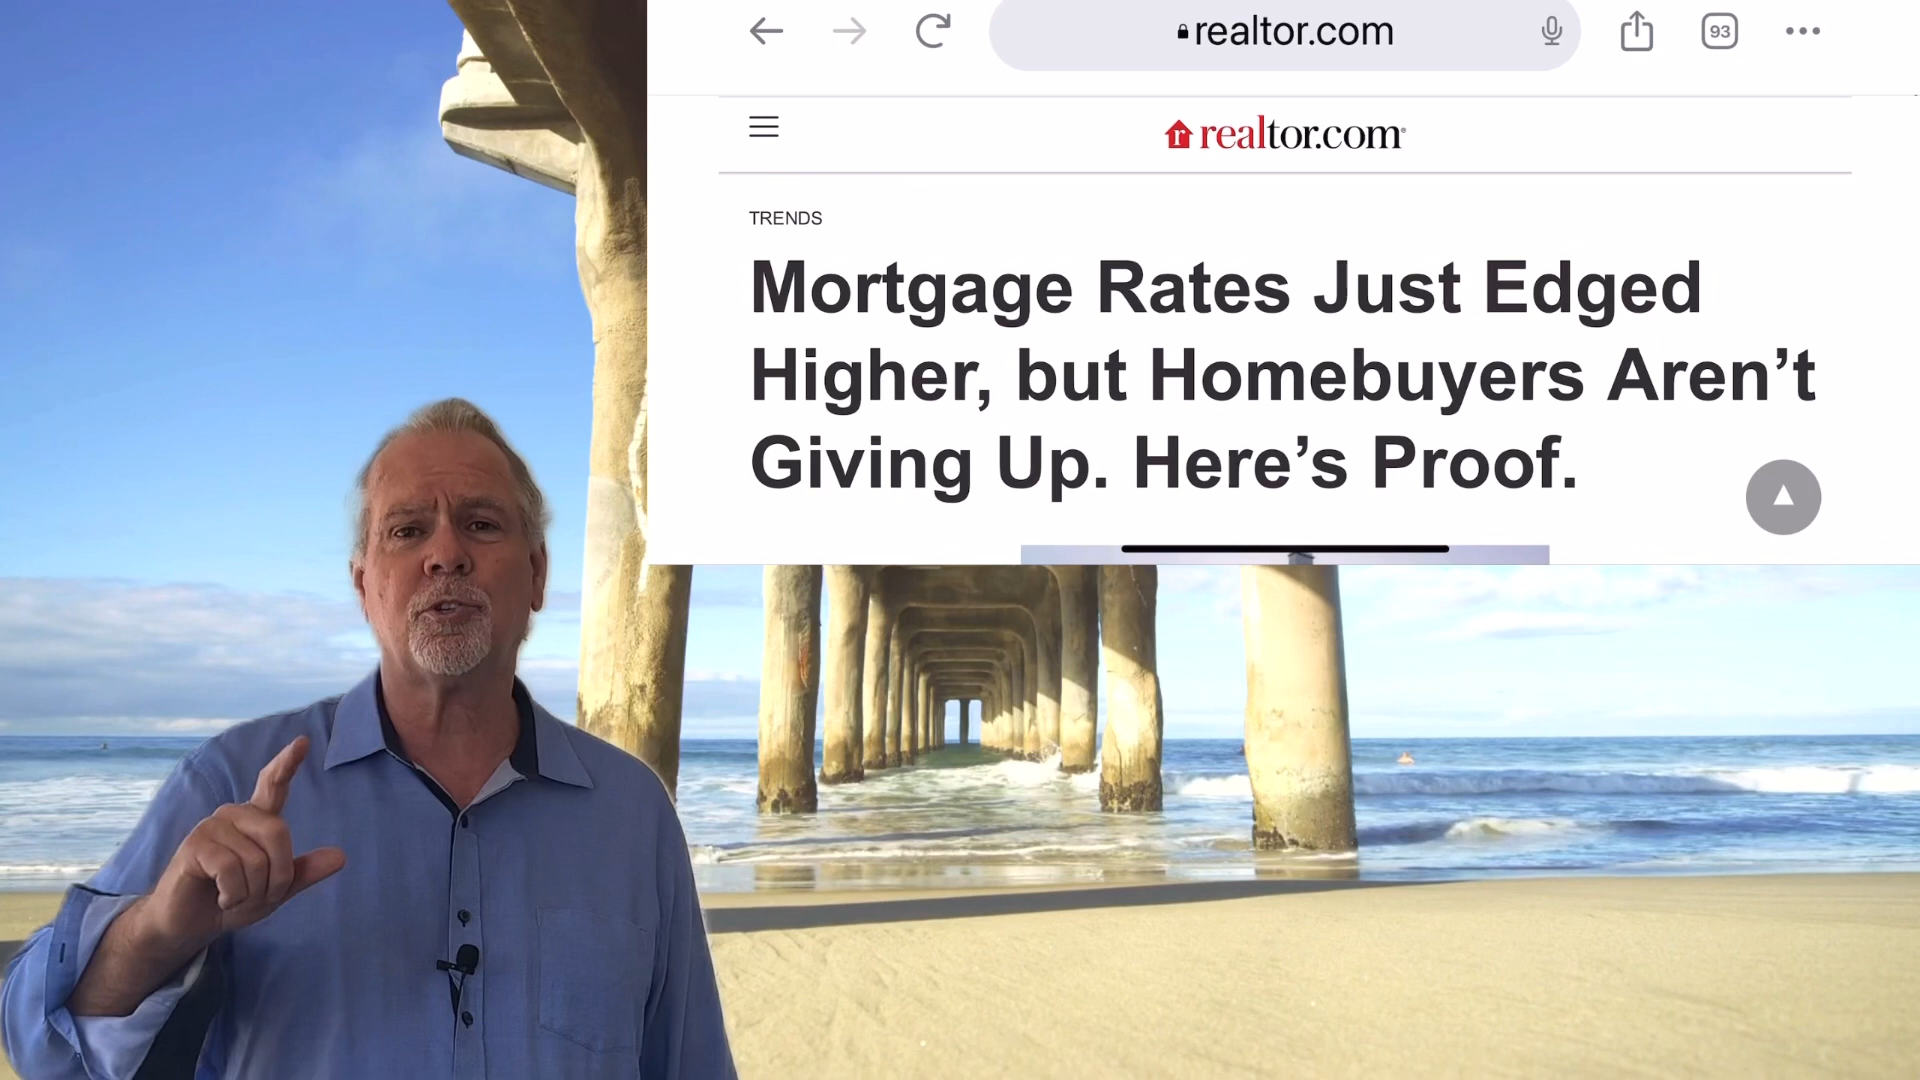 realtor.com
93
realtor.com®
TRENDS
Mortgage Rates Just Edged
Higher, but Homebuyers Aren’t
Giving Up. Here’s Proof.